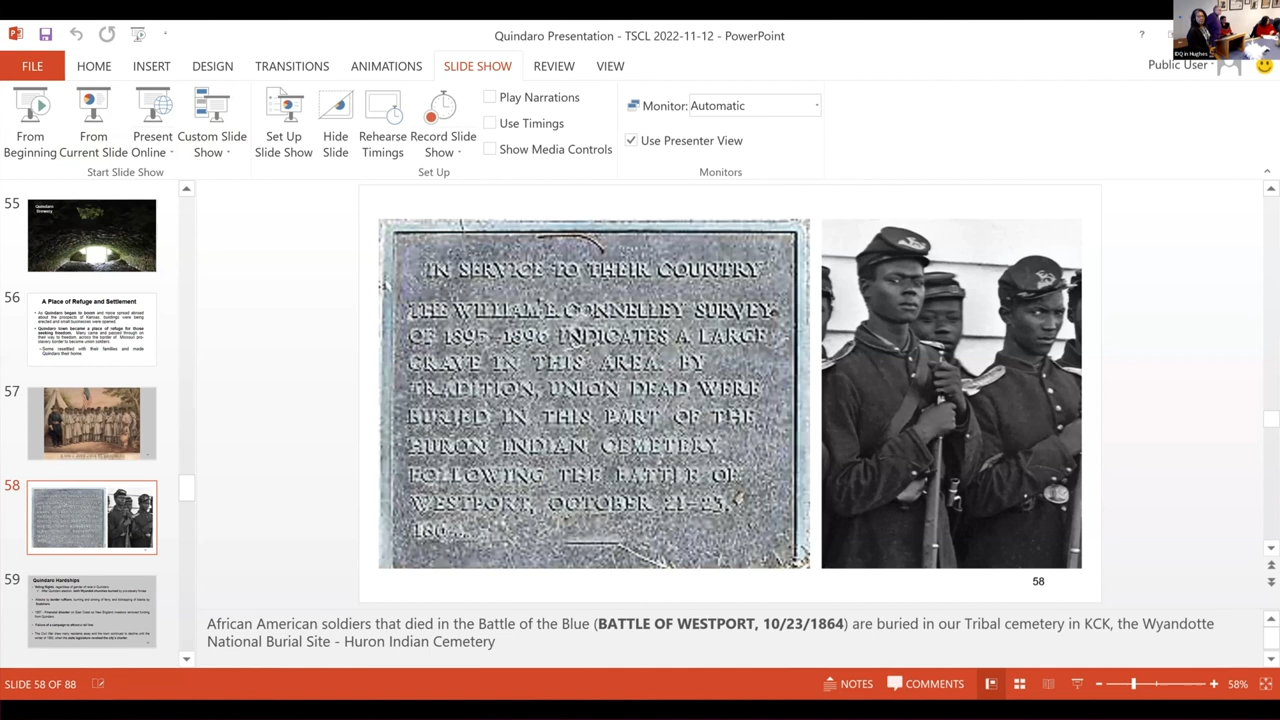 Quindaro Presentation - TSCL 2022-11-12 - PowerPoint
?
FILE HOME INSERT DESIGN TRANSITIONS ANIMATIONS SLIDE SHOW REVIEW VIEW
Public User
From Beginning
From Current Slide
Present Online
Custom Slide Show
Start Slide Show
Set Up Slide Show
Hide Slide
Rehearse Timings
Record Slide Show
Play Narrations
Use Timings
Show Media Controls
Set Up
Monitor: Automatic
Use Presenter View
Monitors
55
Quindaro
Brewery
56
A Place of Refuge and Settlement
57
58
59
Quindaro Hardships
IN SERVICE TO THEIR COUNTRY
THE WILLIAM CONNELLEY SURVEY
INDICATES A LARGE
GRAVE IN THIS AREA. BY
TRADITION, UNION DEAD WERE
BURIED IN THIS PART OF THE
HURON INDIAN CEMETERY
FOLLOWING THE BATTLE OF
WESTPORT, OCTOBER 21-23,
58
African American soldiers that died in the Battle of the Blue (BATTLE OF WESTPORT, 10/23/1864) are buried in our Tribal cemetery in KCK, the Wyandotte
National Burial Site - Huron Indian Cemetery
SLIDE 58 OF 88
NOTES
COMMENTS
58%